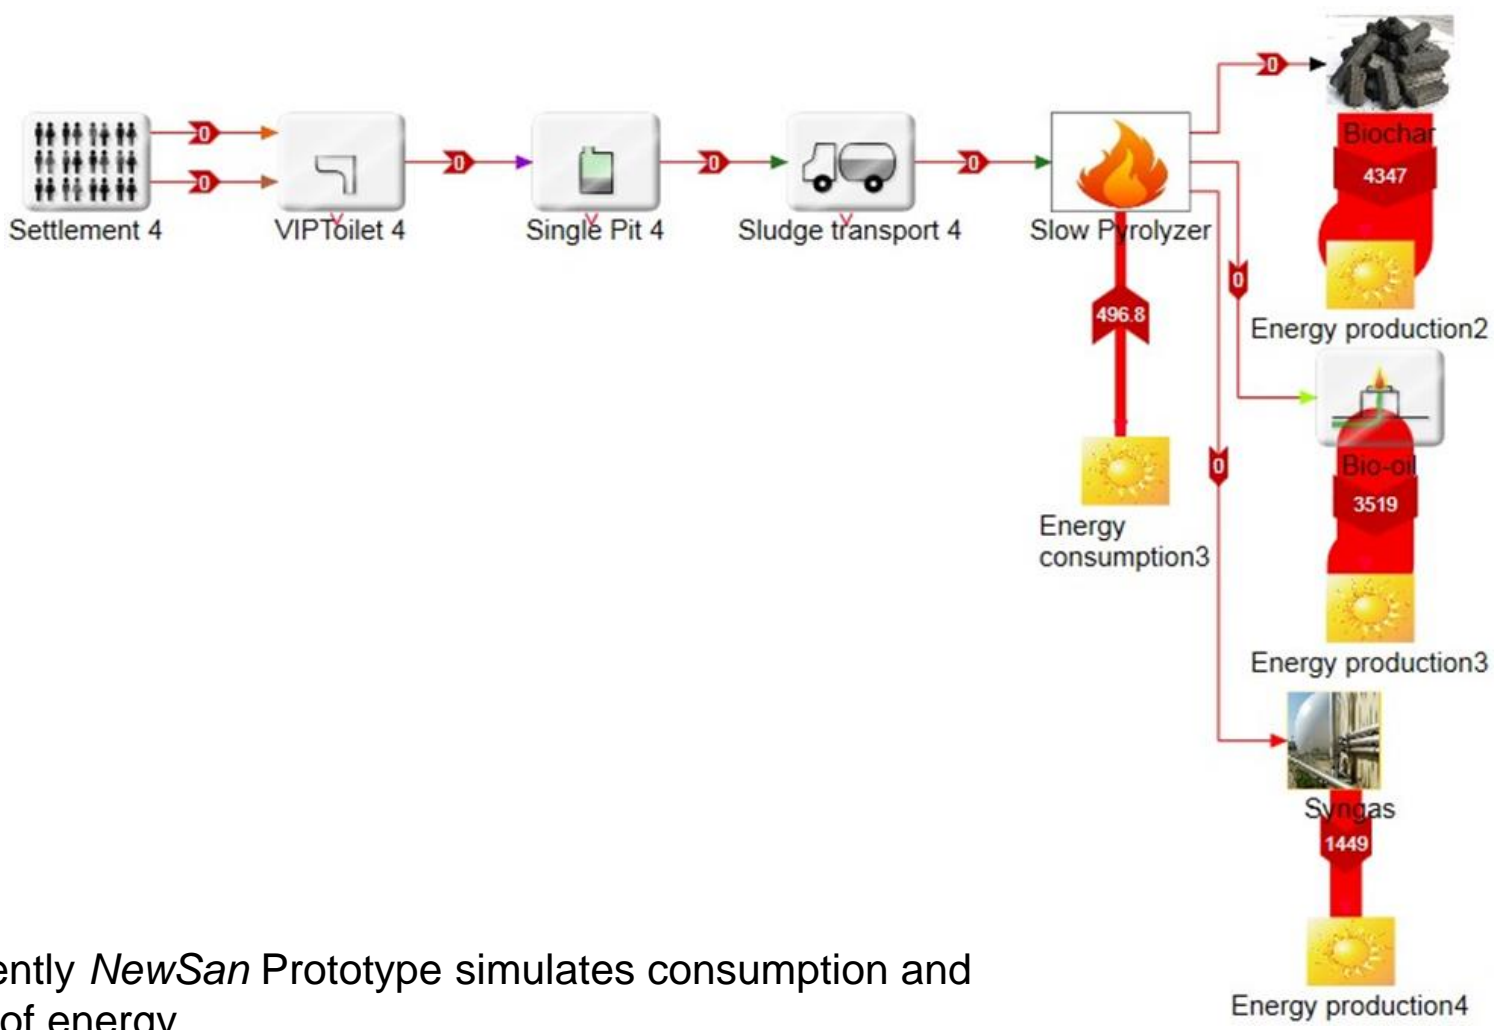 0
0
0
0
0
0
Settlement 4
VIPToilet 4
Single Pit 4
Sludge transport 4
Slow Pyrolyzer
Biochar
4347
0
Energy production2
496.8
Energy
consumption3
0
Bio-oil
3519
Energy production3
Syngas
1449
Energy production4
NewSan Prototype simulates consumption and
of energy